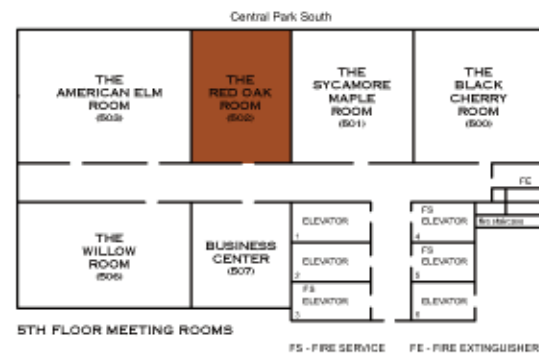 Central Park South
THE
AMERICAN ELM
ROOM
(503)
THE
RED OAK
ROOM
(502)
THE
SYCAMORE
MAPLE
ROOM
(501)
THE
BLACK
CHERRY
ROOM
(500)
FE
fire staircase
THE
WILLOW
ROOM
(506)
BUSINESS
CENTER
(507)
ELEVATOR
1
ELEVATOR
2
FS
ELEVATOR
3
FS
ELEVATOR
4
FS
ELEVATOR
5
ELEVATOR
6
5TH FLOOR MEETING ROOMS
FS - FIRE SERVICE
FE - FIRE EXTINGUISHER